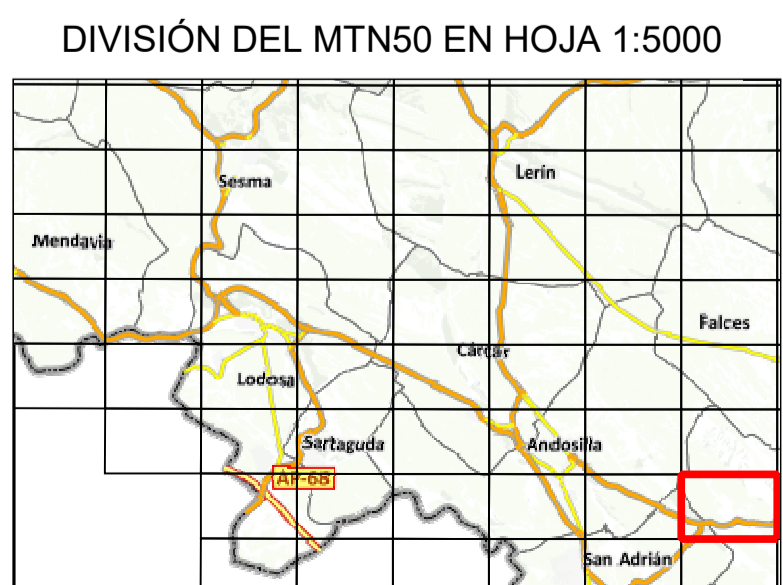 DIVISIÓN DEL MTN50 EN HOJA 1:5000
Lerín
Sesma
Mendavia
Falces
Cárcar
Lodosa
Sartaguda
Andosilla
AP-68
San Adrián